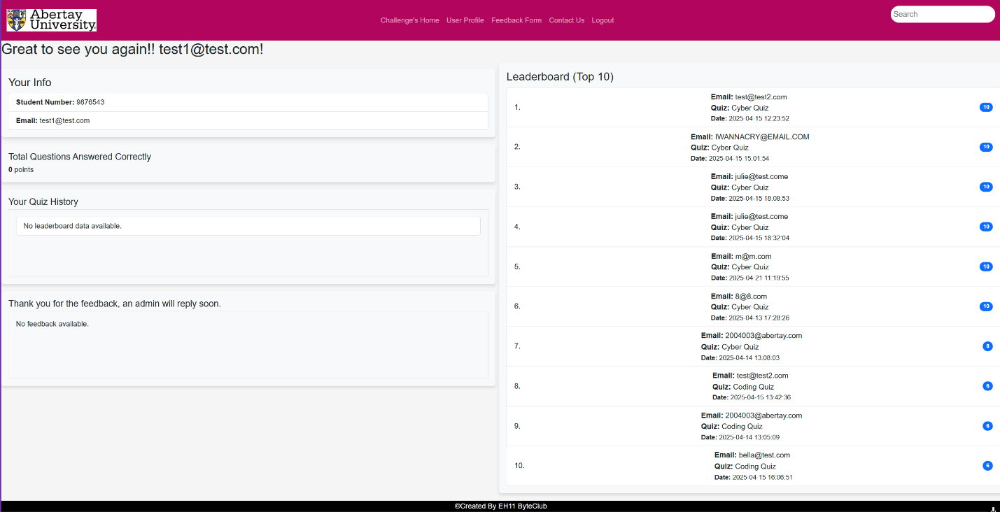 Abertay
University.
Challenge's Home User Profile Feedback Form Contact Us Logout
Search
Great to see you again!! test1@test.com!
Your Info
Student Number: 9876543
Email: test1@test.com
Total Questions Answered Correctly
0 points
Your Quiz History
No leaderboard data available.
Thank you for the feedback, an admin will reply soon.
No feedback available.
Leaderboard (Top 10)
1.
Email: test@test2.com
Quiz: Cyber Quiz
Date: 2025-04-15 12:23:52
10
2.
Email: IWANNACRY@EMAIL.COM
Quiz: Cyber Quiz
Date: 2025-04-15 15:01:54
10
3.
Email: julie@test.come
Quiz: Cyber Quiz
Date: 2025-04-15 18:08:53
10
4.
Email: julie@test.come
Quiz: Cyber Quiz
Date: 2025-04-15 18:32:04
10
5.
Email: m@m.com
Quiz: Cyber Quiz
Date: 2025-04-21 11:19:55
10
6.
Email: 8@8.com
Quiz: Cyber Quiz
Date: 2025-04-13 17:28:26
10
7.
Email: 2004003@abertay.com
Quiz: Cyber Quiz
Date: 2025-04-14 13:08:03
8
8.
Email: test@test2.com
Quiz: Coding Quiz
Date: 2025-04-15 13:42:36
6
9.
Email: 2004003@abertay.com
Quiz: Coding Quiz
Date: 2025-04-14 13:05:09
6
10.
Email: bella@test.com
Quiz: Coding Quiz
Date: 2025-04-15 16:06:51
6
©Created By EH11 ByteClub